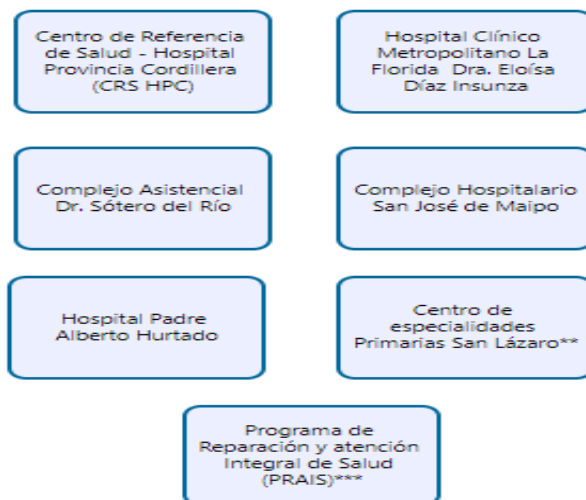 Centro de Referencia
de Salud - Hospital
Provincia Cordillera
(CRS HPC)
Hospital Clínico
Metropolitano La
Florida Dra. Eloísa
Díaz Insunza
Complejo Asistencial
Dr. Sótero del Río
Complejo Hospitalario
San José de Maipo
Hospital Padre
Alberto Hurtado
Centro de
especialidades
Primarias San Lázaro**
Programa de
Reparación y atención
Integral de Salud
(PRAIS)***